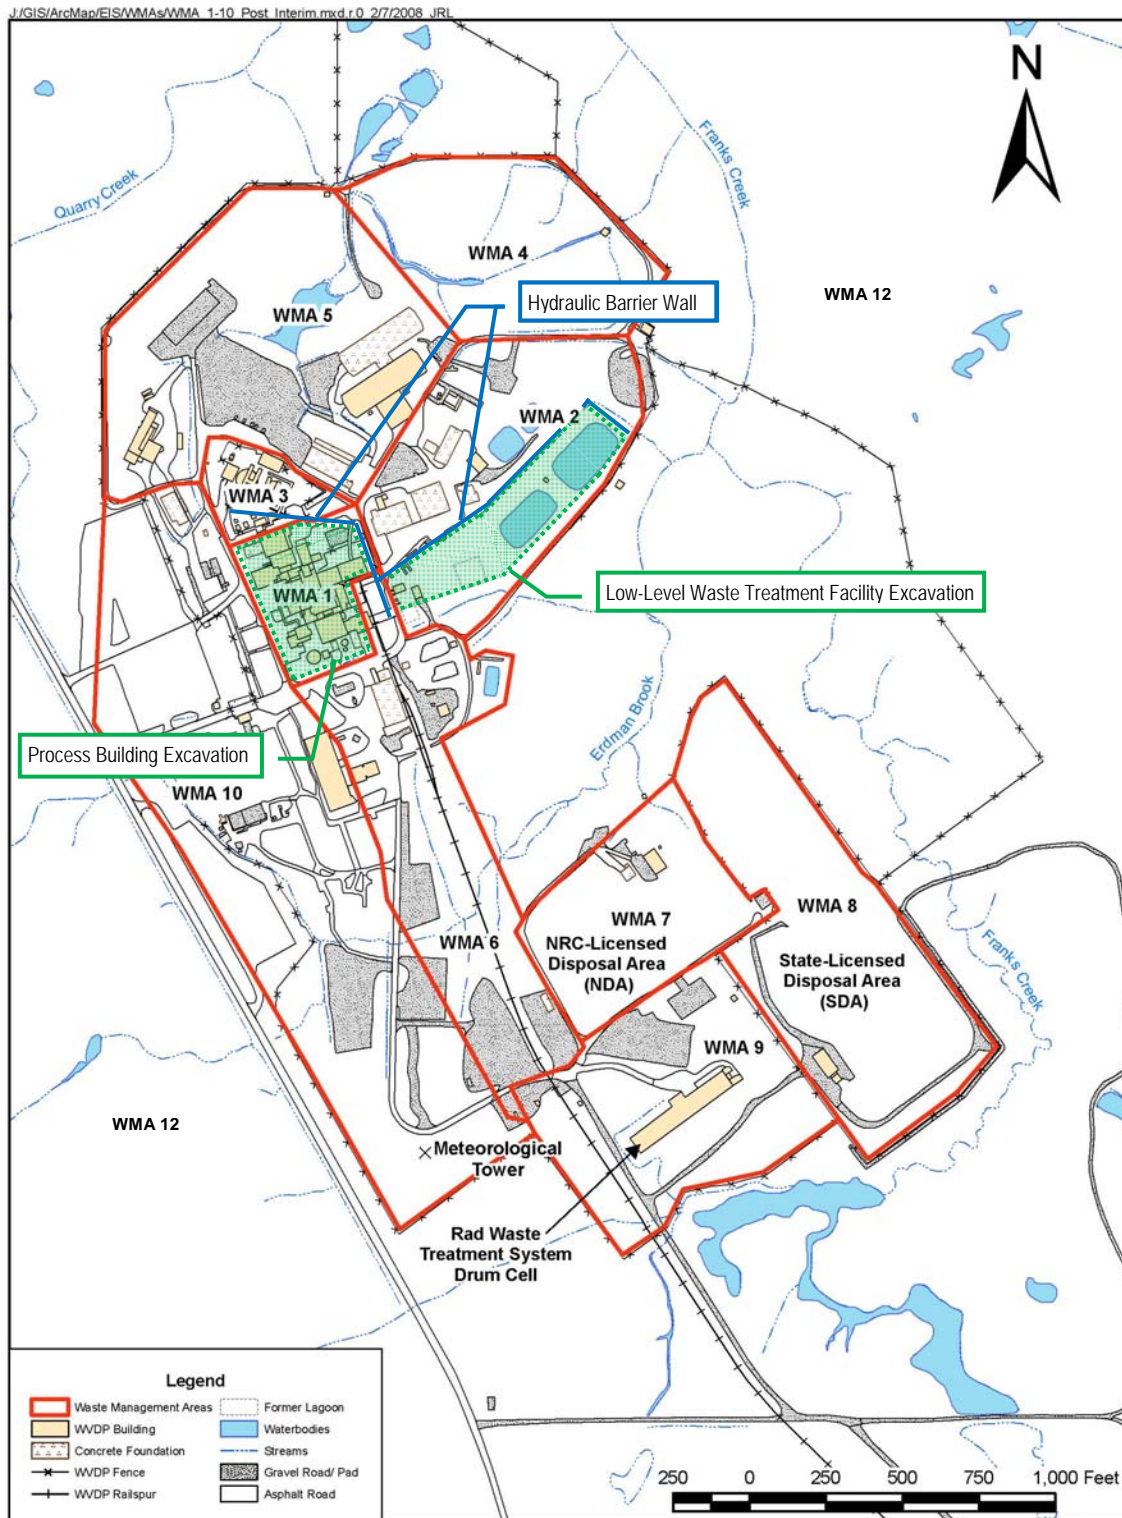 J:/GIS/ArcMap/EIS/WMAs/WMA_1-10_Post_Interim.mxd.r.0 2/7/2008 JRL
N
Franks Creek
Quarry Creek
WMA 4
WMA 12
Hydraulic Barrier Wall
WMA 5
WMA 2
WMA 3
Low-Level Waste Treatment Facility Excavation
WMA 1
Erdman Brook
Process Building Excavation
WMA 10
WMA 8
WMA 7
NRC-Licensed
Disposal Area
(NDA)
WMA 6
State-Licensed
Disposal Area
(SDA)
Franks Creek
WMA 9
WMA 12
Meteorological
Tower
Rad Waste
Treatment System
Drum Cell
Legend
Waste Management Areas
Former Lagoon
WVDP Building
Waterbodies
Concrete Foundation
Streams
WVDP Fence
Gravel Road/ Pad
WVDP Railspur
Asphalt Road
250 0 250 500 750 1,000 Feet